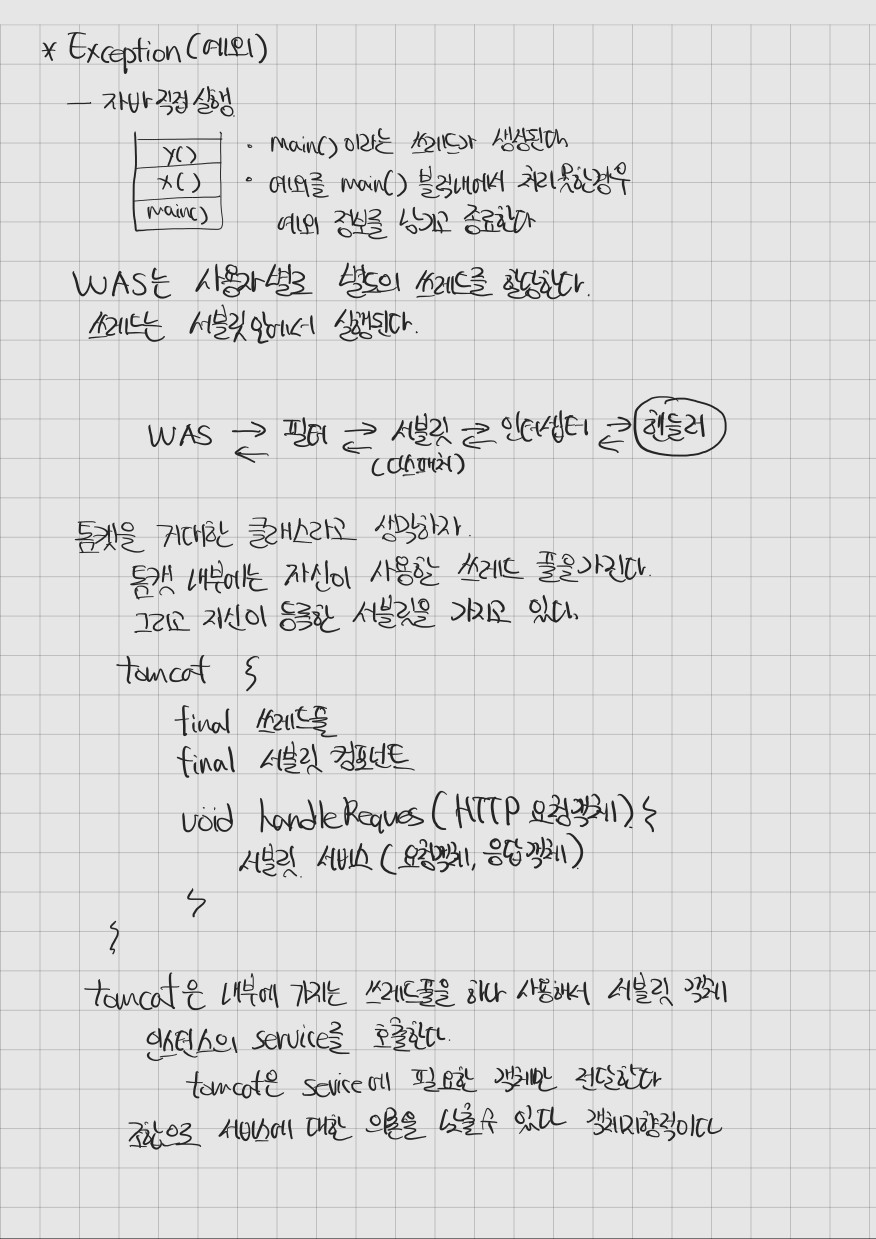 * Exception(예외)
— 자바 직접 실행
y()
x()
main()
· main()이라는 쓰레드가 생성된다
· 예외를 main() 블럭내에서 처리 못한경우
예외 정보를 남기고 종료한다
WAS는 사용자별로 별도의 쓰레드를 할당한다.
쓰레드는 서블릿안에서 실행된다.
WAS ⇄ 필터 ⇄ 서블릿 ⇄ 인터셉터 ⇄ 핸들러
(디스패처)
톰캣을 거대한 클래스라고 생각하자.
톰캣 내부에는 자신이 사용할 쓰레드 풀을 가진다.
그리고 자신이 등록한 서블릿을 가지고 있다.
tomcat {
final 쓰레드풀
final 서블릿 컴포넌트
void handleReques(HTTP 요청객체) {
서블릿 서비스(요청객체, 응답객체)
}
}
tomcat은 내부에 가지는 쓰레드풀을 하나 사용해서 서블릿 객체
인스턴스의 service를 호출한다.
tomcat은 sevice에 필요한 객체만 전달한다
조합으로 서비스에 대한 의존을 낮출수 있다 객체지향적이다